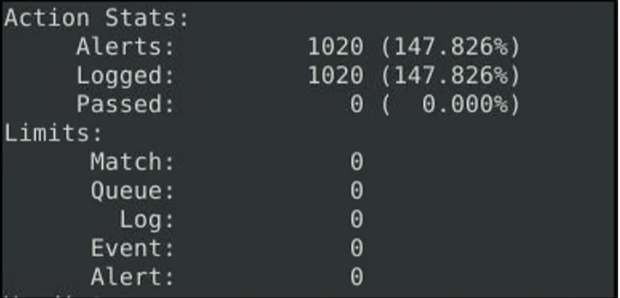 Action Stats:
Alerts: 1020 (147.826%)
Logged: 1020 (147.826%)
Passed: 0 ( 0.000%)
Limits:
Match: 0
Queue: 0
Log: 0
Event: 0
Alert: 0